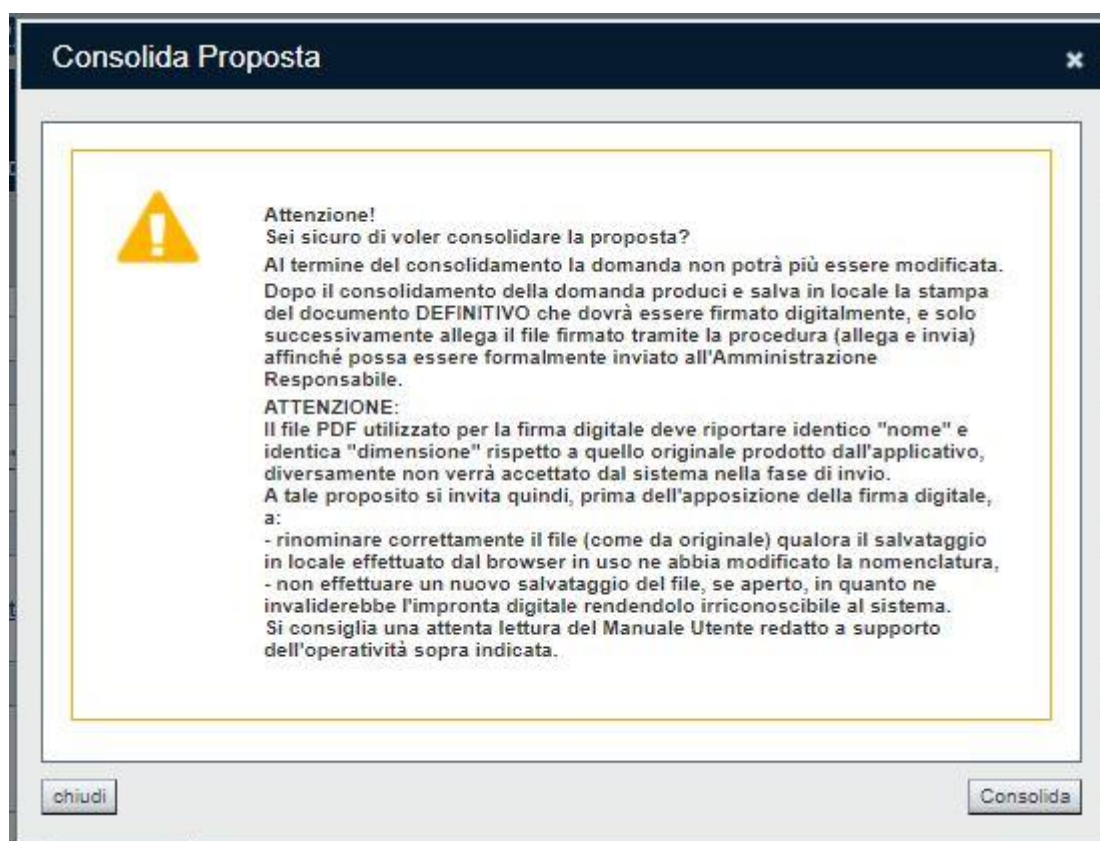 Consolida Proposta
Attenzione!
Sei sicuro di voler consolidare la proposta?
Al termine del consolidamento la domanda non potrà più essere modificata.
Dopo il consolidamento della domanda produci e salva in locale la stampa
del documento DEFINITIVO che dovrà essere firmato digitalmente, e solo
successivamente allega il file firmato tramite la procedura (allega e invia)
affinché possa essere formalmente inviato all'Amministrazione
Responsabile.
ATTENZIONE:
Il file PDF utilizzato per la firma digitale deve riportare identico "nome" e
identica "dimensione" rispetto a quello originale prodotto dall'applicativo,
diversamente non verrà accettato dal sistema nella fase di invio.
A tale proposito si invita quindi, prima dell'apposizione della firma digitale,
a:
- rinominare correttamente il file (come da originale) qualora il salvataggio
in locale effettuato dal browser in uso ne abbia modificato la nomenclatura,
- non effettuare un nuovo salvataggio del file, se aperto, in quanto ne
invaliderebbe l'impronta digitale rendendolo irriconoscibile al sistema.
Si consiglia una attenta lettura del Manuale Utente redatto a supporto
dell'operatività sopra indicata.
chiudi
Consolida